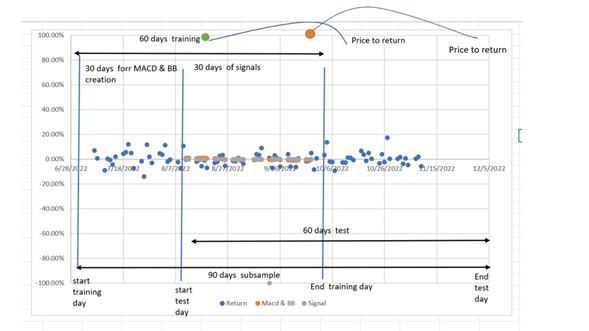 100.00%
60 days training
Price to return
Price to return
80.00%
30 days forr MACD & BB
creation
30 days of signals
60.00%
40.00%
20.00%
0.00%
6/28/2022 7/18/2022 8/7/2022 8/27/2022 10/6/2022 10/26/2022 11/15/2022 12/5/2022
-20.00%
-40.00%
-60.00%
60 days test
-80.00%
90 days subsample
-100.00%
start
training
day
start
test
day
End training day
End
test
day
Return Macd & BB Signal